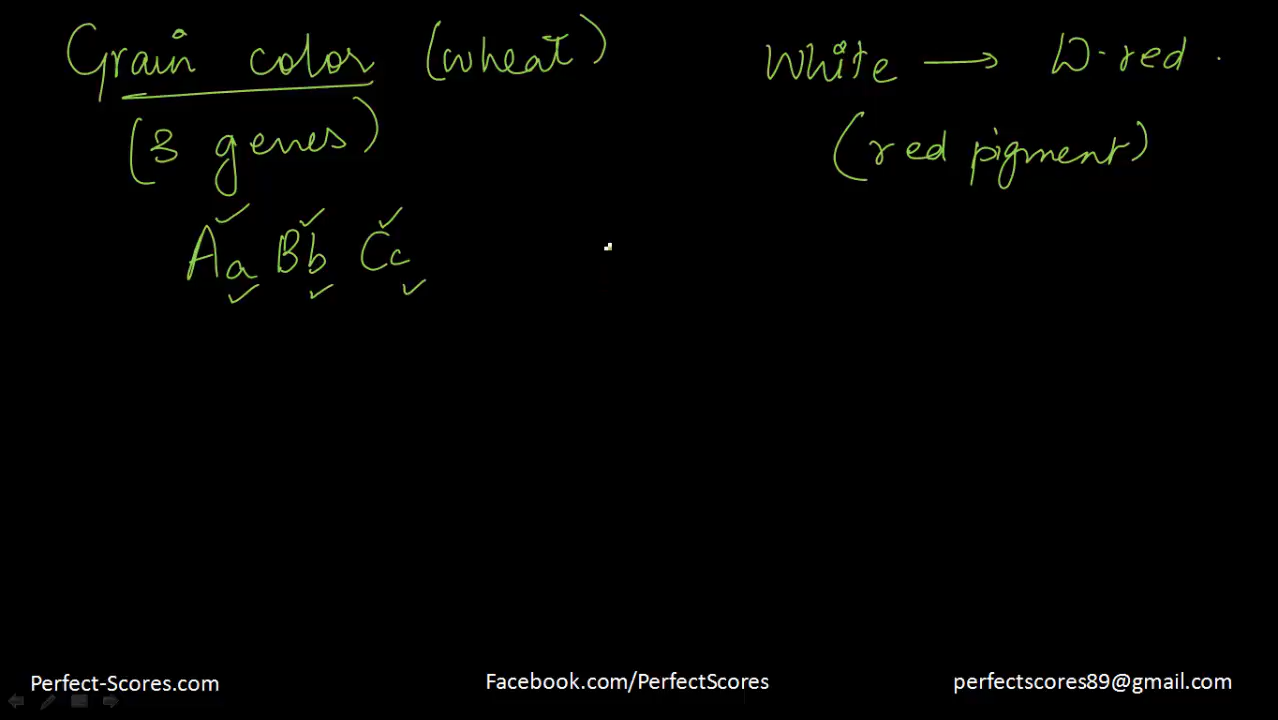 Grain color (wheat)
White → D.red.
(3 genes)
(red pigment)
Aa Bb Cc
Perfect-Scores.com
Facebook.com/PerfectScores
perfectscores89@gmail.com